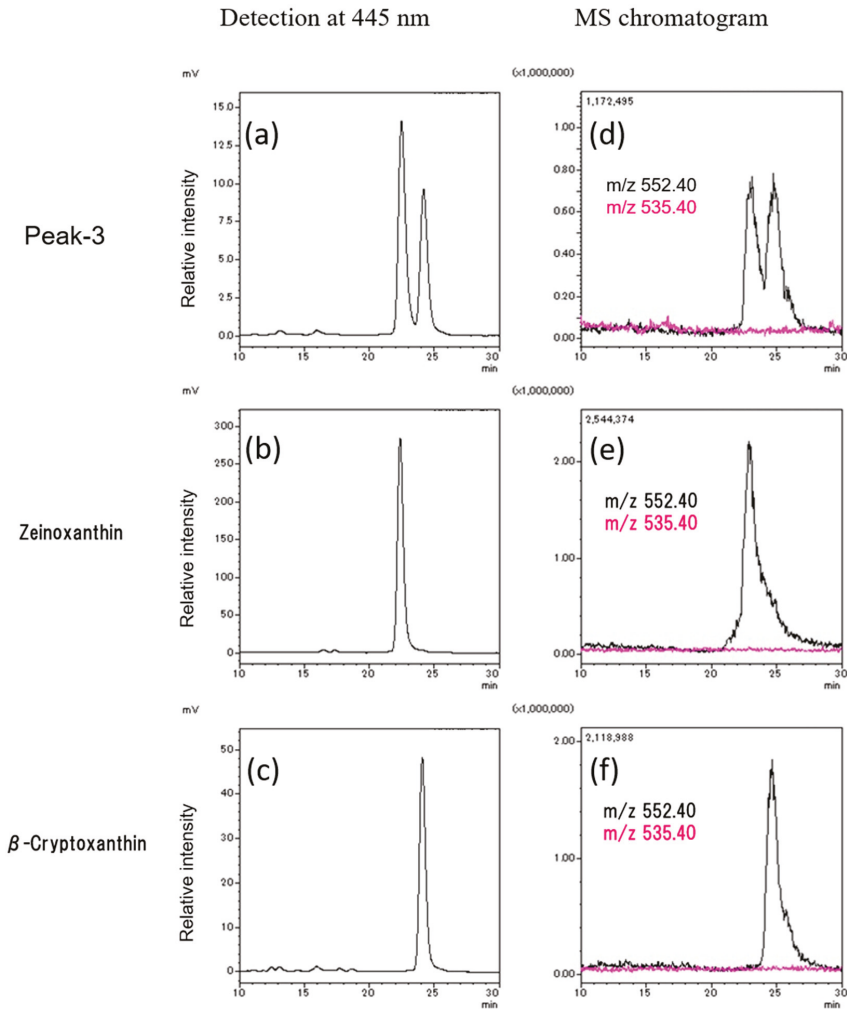 Detection at 445 nm MS chromatogram
mV (x1,000,000)
Peak-3
Relative intensity
15.0
12.5
10.0
7.5
5.0
2.5
0.0
(a)
10 15 20 25 30
min
1,172,495
1.00
0.80
0.60
0.40
0.20
0.00
(d)
m/z 552.40
m/z 535.40
10 15 20 25 30
min
mV (x1,000,000)
Zeinoxanthin
Relative intensity
300
250
200
150
100
50
0
(b)
10 15 20 25 30
min
2,544,374
2.00
1.00
0.00
(e)
m/z 552.40
m/z 535.40
10 15 20 25 30
min
mV (x1,000,000)
β-Cryptoxanthin
Relative intensity
50
40
30
20
10
0
(c)
10 15 20 25 30
min
2,118,988
2.00
1.00
0.00
(f)
m/z 552.40
m/z 535.40
10 15 20 25 30
min